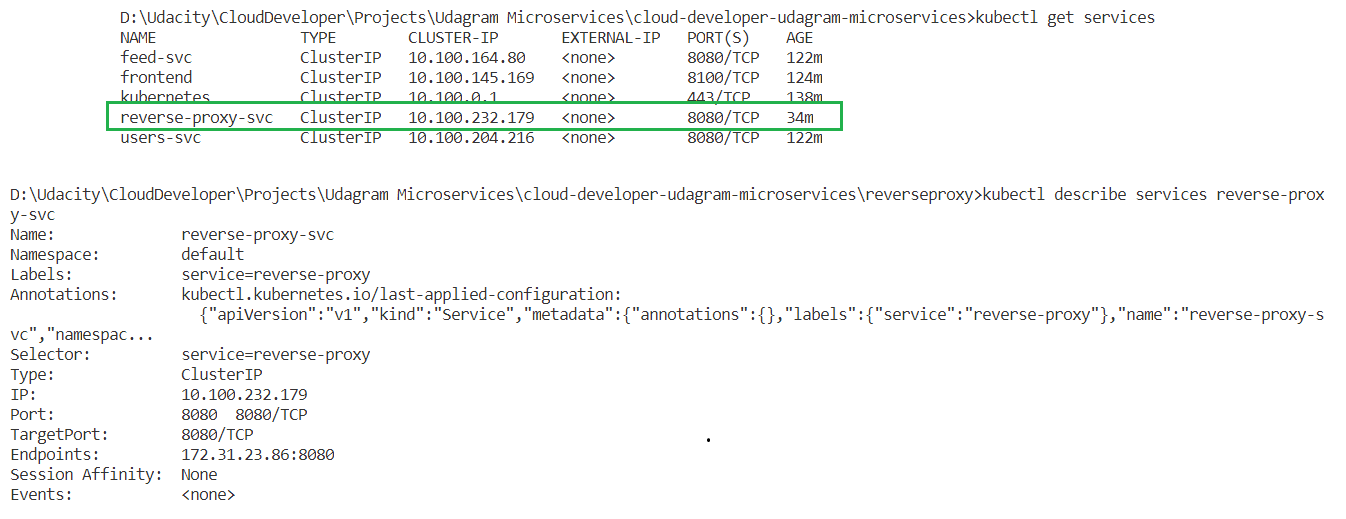 D:\Udacity\CloudDeveloper\Projects\Udagram Microservices\cloud-developer-udagram-microservices>kubectl get services
NAME TYPE CLUSTER-IP EXTERNAL-IP PORT(S) AGE
feed-svc ClusterIP 10.100.164.80 <none> 8080/TCP 122m
frontend ClusterIP 10.100.145.169 <none> 8100/TCP 124m
kubernetes ClusterIP 10.100.0.1 <none> 443/TCP 138m
reverse-proxy-svc ClusterIP 10.100.232.179 <none> 8080/TCP 34m
users-svc ClusterIP 10.100.204.216 <none> 8080/TCP 122m
D:\Udacity\CloudDeveloper\Projects\Udagram Microservices\cloud-developer-udagram-microservices\reverseproxy>kubectl describe services reverse-prox
y-svc
Name: reverse-proxy-svc
Namespace: default
Labels: service=reverse-proxy
Annotations: kubectl.kubernetes.io/last-applied-configuration:
{"apiVersion":"v1","kind":"Service","metadata":{"annotations":{},"labels":{"service":"reverse-proxy"},"name":"reverse-proxy-s
vc","namespac...
Selector: service=reverse-proxy
Type: ClusterIP
IP: 10.100.232.179
Port: 8080 8080/TCP
TargetPort: 8080/TCP
Endpoints: 172.31.23.86:8080
Session Affinity: None
Events: <none>